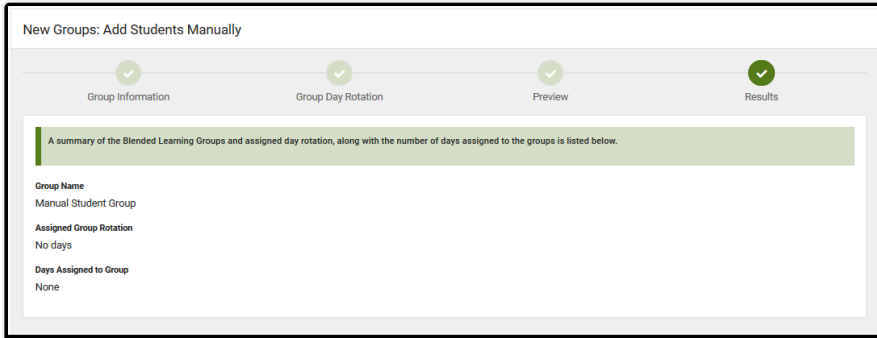 New Groups: Add Students Manually
Group Information
Group Day Rotation
Preview
Results
A summary of the Blended Learning Groups and assigned day rotation, along with the number of days assigned to the groups is listed below.
Group Name
Manual Student Group
Assigned Group Rotation
No days
Days Assigned to Group
None